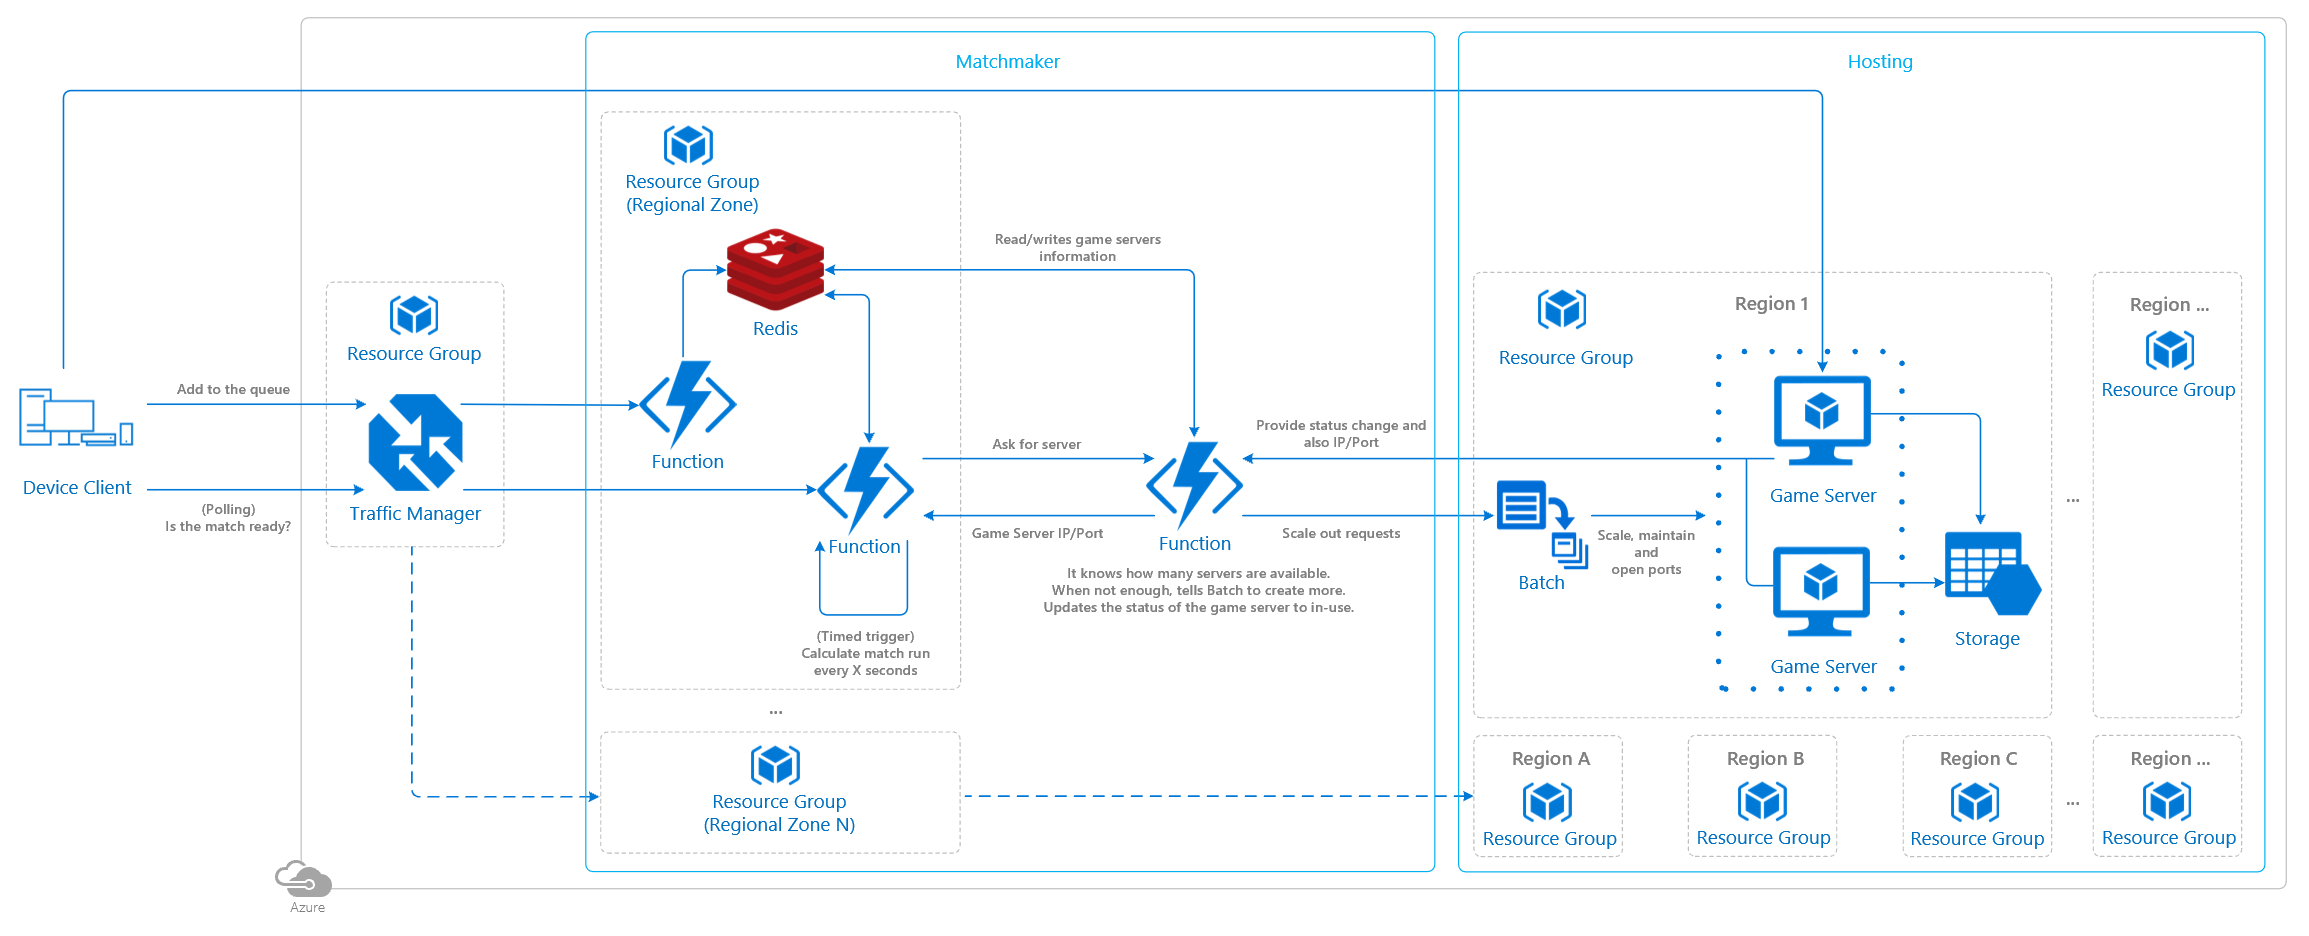 Matchmaker
Hosting
Resource Group
(Regional Zone)
Redis
Read/writes game servers
information
Resource Group
Traffic Manager
Add to the queue
Device Client
(Polling)
Is the match ready?
Function
Function
(Timed trigger)
Calculate match run
every X seconds
Ask for server
Game Server IP/Port
Function
It knows how many servers are available.
When not enough, tells Batch to create more.
Updates the status of the game server to in-use.
Provide status change and
also IP/Port
Scale out requests
Resource Group
Region 1
Batch
Scale, maintain
and
open ports
Game Server
Game Server
Storage
...
Region ...
Resource Group
...
Resource Group
(Regional Zone N)
Region A
Resource Group
Region B
Resource Group
Region C
Resource Group
...
Region ...
Resource Group
Azure